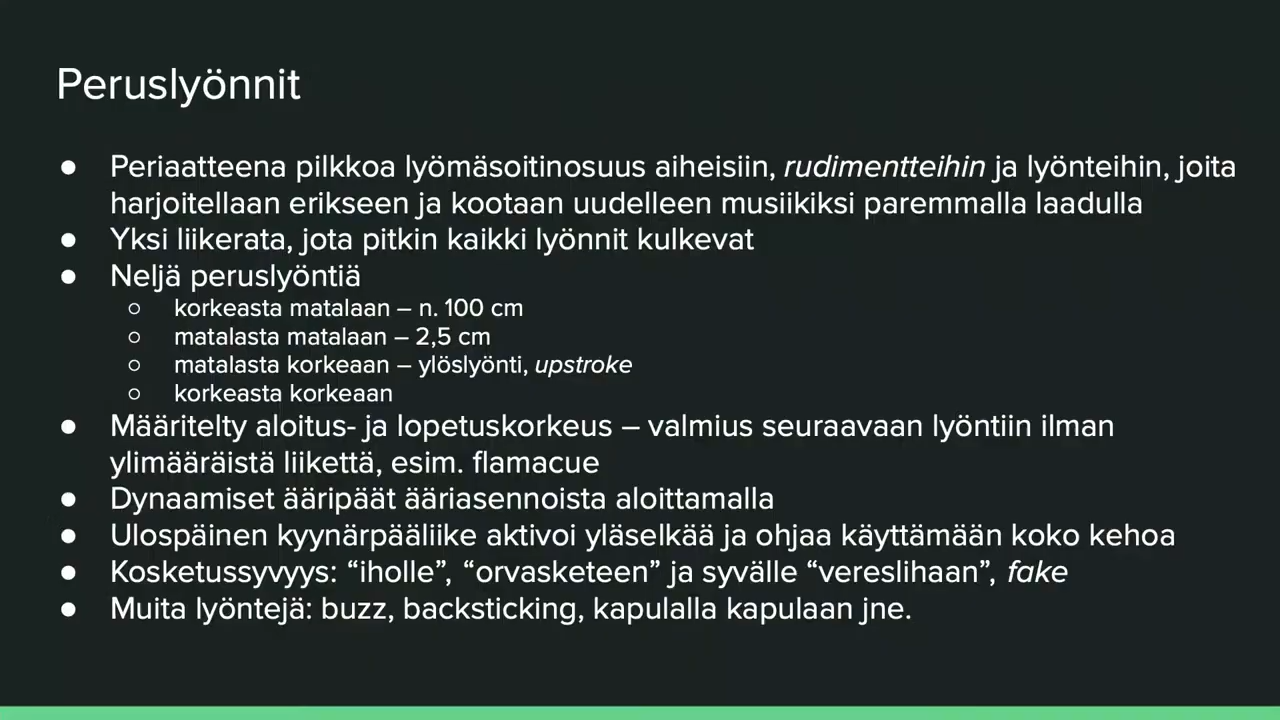 Peruslyönnit
● Periaatteena pilkkoa lyömäsoitinosuus aiheisiin, rudimentteihin ja lyönteihin, joita
harjoitellaan erikseen ja kootaan uudelleen musiikiksi paremmalla laadulla
● Yksi liikerata, jota pitkin kaikki lyönnit kulkevat
● Neljä peruslyöntiä
○ korkeasta matalaan – n. 100 cm
○ matalasta matalaan – 2,5 cm
○ matalasta korkeaan – ylöslyönti, upstroke
○ korkeasta korkeaan
● Määritelty aloitus- ja lopetuskorkeus – valmius seuraavaan lyöntiin ilman
ylimääräistä liikettä, esim. flamacue
● Dynaamiset ääripäät ääriasennoista aloittamalla
● Ulospäinen kyynärpääliike aktivoi yläselkää ja ohjaa käyttämään koko kehoa
● Kosketussyvyys: ”iholle”, ”orvasketeen” ja syvälle ”vereslihaan”, fake
● Muita lyöntejä: buzz, backsticking, kapulalla kapulaan jne.